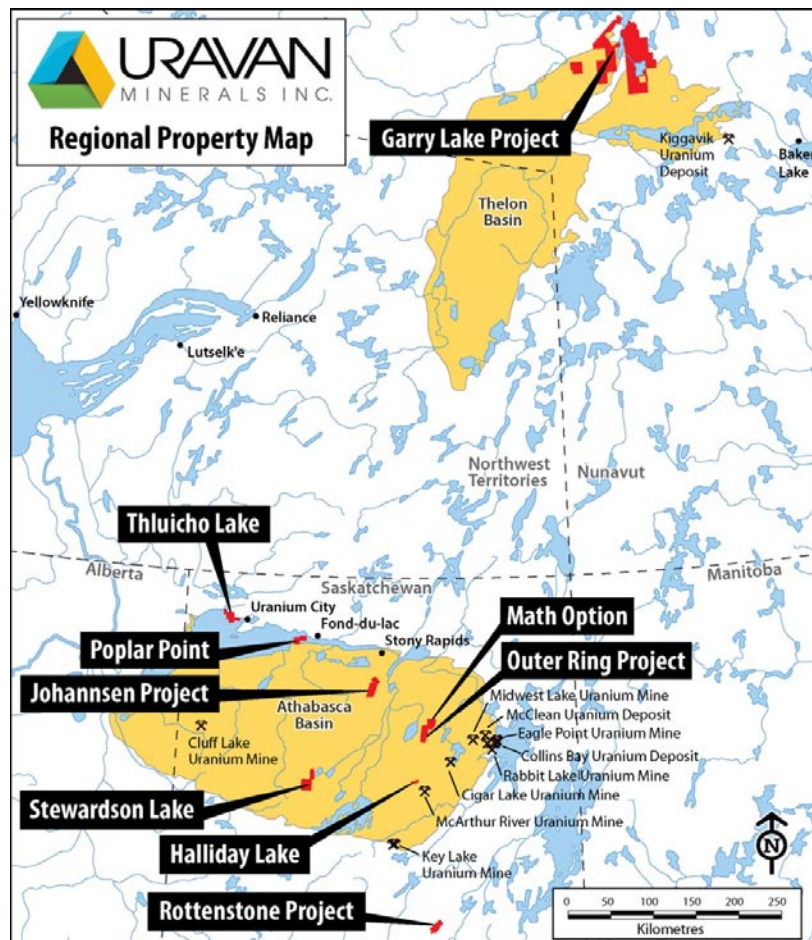 URAVAN
MINERALS INC.
Regional Property Map
Garry Lake Project
Kiggavik
Uranium
Deposit
Baker
Lake
Thelon
Basin
Yellowknife
Reliance
Lutselk'e
Northwest
Territories
Nunavut
Thluicho Lake
Alberta
Saskatchewan
Manitoba
Uranium City
Fond-du-lac
Stony Rapids
Math Option
Poplar Point
Outer Ring Project
Johannsen Project
Midwest Lake Uranium Mine
McClean Uranium Deposit
Athabasca
Basin
Eagle Point Uranium Mine
Cluff Lake
Uranium Mine
Collins Bay Uranium Deposit
Rabbit Lake Uranium Mine
Stewardson Lake
Cigar Lake Uranium Mine
McArthur River Uranium Mine
Halliday Lake
Key Lake
Uranium Mine
N
Rottenstone Project
0 50 100 150 200 250
Kilometres